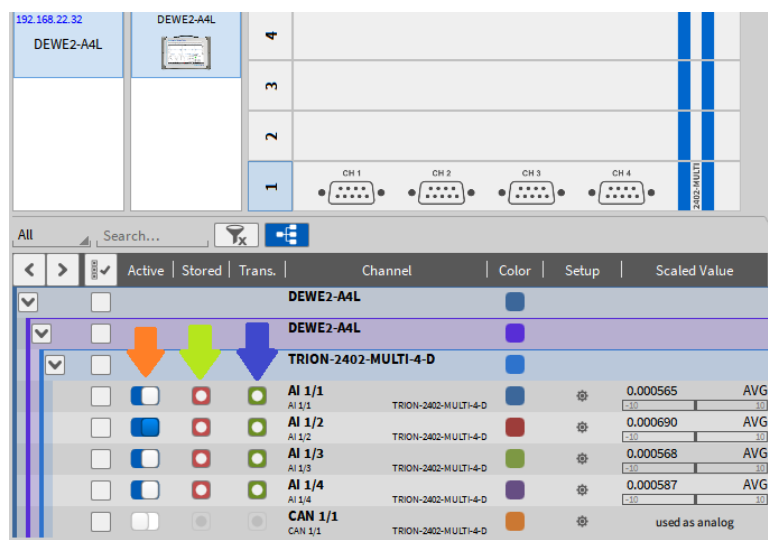 192.168.22.32
DEWE2-A4L
DEWE2-A4L
4
3
2
1
CH 1 CH 2 CH 3 CH 4
2402-MULTI
All Search...
Active Stored Trans. Channel Color Setup Scaled Value
DEWE2-A4L
DEWE2-A4L
TRION-2402-MULTI-4-D
AI 1/1 0.000565 AVG
AI 1/1 TRION-2402-MULTI-4-D -10 10
AI 1/2 0.000690 AVG
AI 1/2 TRION-2402-MULTI-4-D -10 10
AI 1/3 0.000568 AVG
AI 1/3 TRION-2402-MULTI-4-D -10 10
AI 1/4 0.000587 AVG
AI 1/4 TRION-2402-MULTI-4-D -10 10
CAN 1/1 used as analog
CAN 1/1 TRION-2402-MULTI-4-D